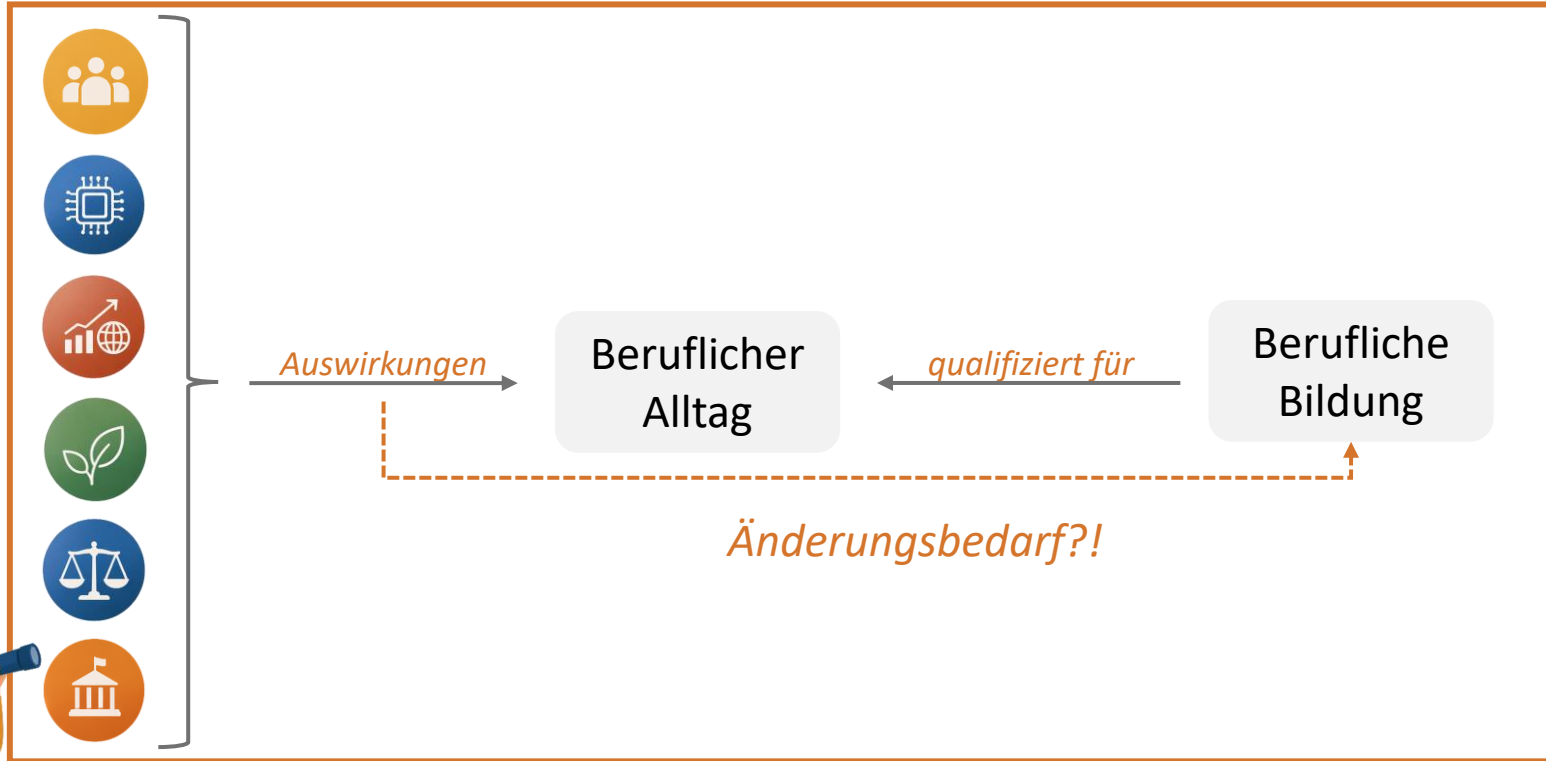 Auswirkungen
Beruflicher
Alltag
qualifiziert für
Berufliche
Bildung
Änderungsbedarf?!